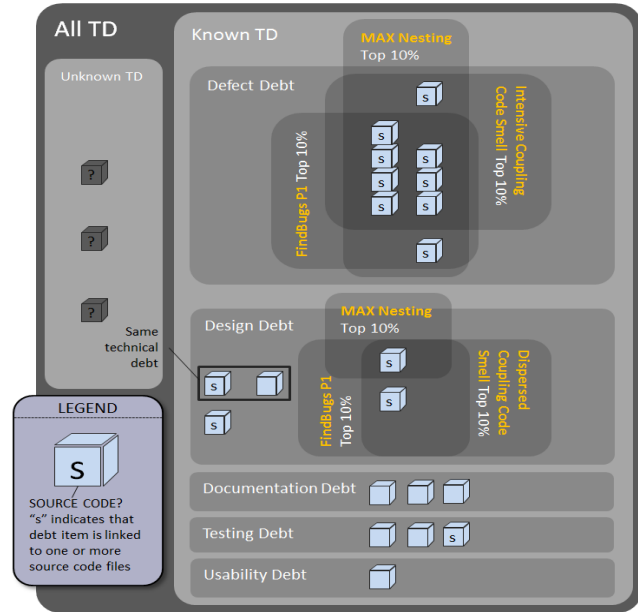 All TD
Known TD
Unknown TD
MAX Nesting
Top 10%
Defect Debt
S
Intensive Coupling
Code Smell Top 10%
FindBugs P1 Top 10%
S
S
S
S
S
S
S
S
?
?
?
Same
technical
debt
Design Debt
MAX Nesting
Top 10%
S
S
S
S
FindBugs P1
Top 10%
Dispersed
Coupling Code
Smell Top 10%
LEGEND
S
SOURCE CODE?
"s" indicates that
debt item is linked
to one or more
source code files
Documentation Debt
Testing Debt
S
Usability Debt